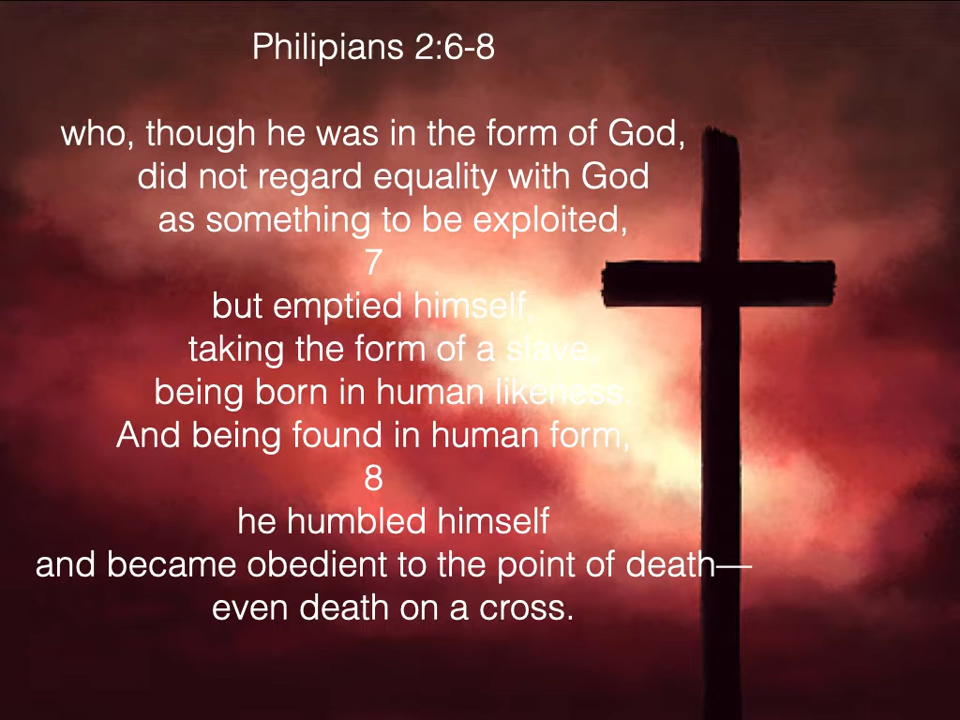 Philipians 2:6-8
who, though he was in the form of God,
did not regard equality with God
as something to be exploited,
7
but emptied himself,
taking the form of a slave,
being born in human likeness.
And being found in human form,
8
he humbled himself
and became obedient to the point of death—
even death on a cross.